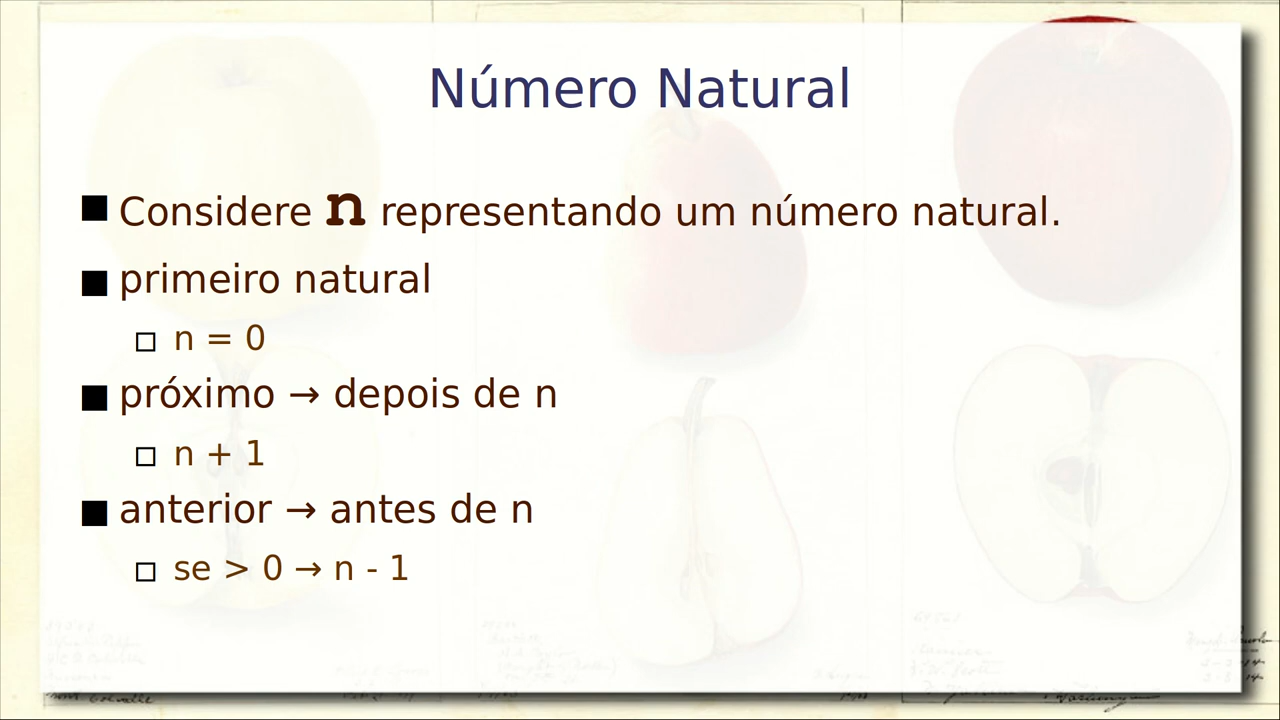 Número Natural
Considere n representando um número natural.
primeiro natural
n = 0
próximo → depois de n
n + 1
anterior → antes de n
se > 0 → n - 1